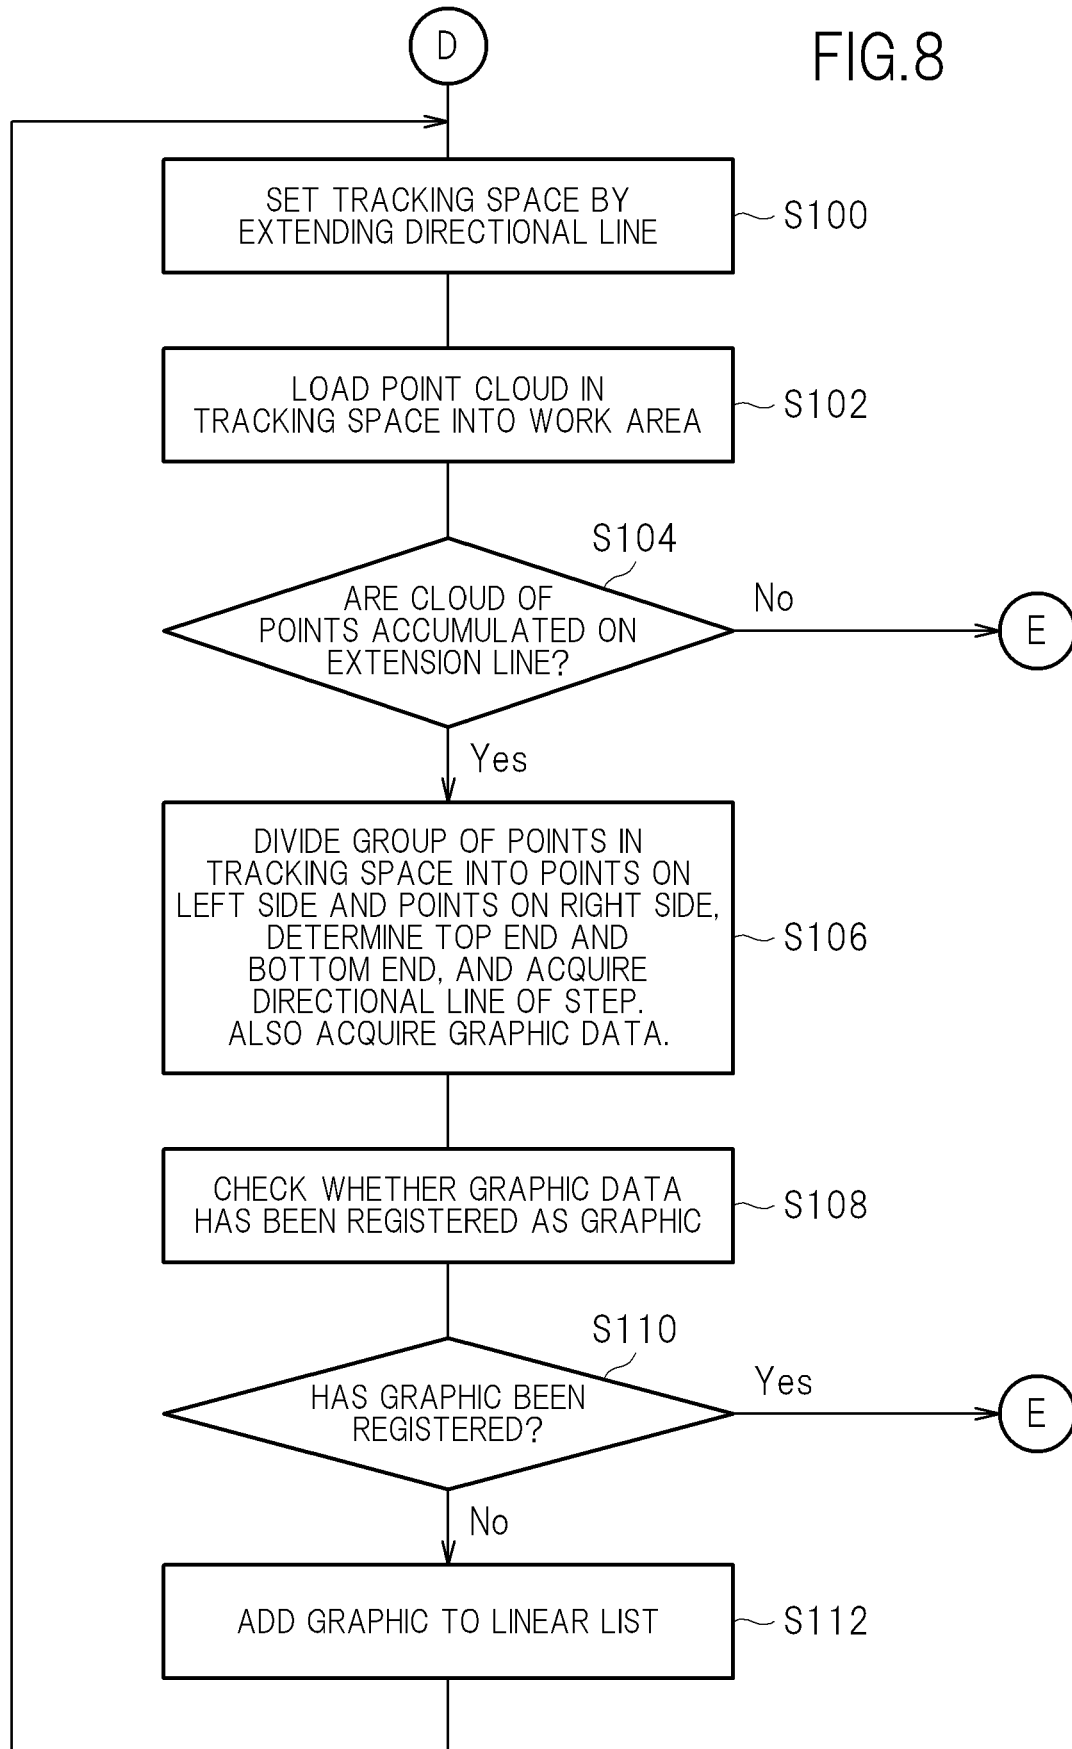 D
FIG.8
SET TRACKING SPACE BY
EXTENDING DIRECTIONAL LINE
S100
LOAD POINT CLOUD IN
TRACKING SPACE INTO WORK AREA
S102
S104
ARE CLOUD OF
POINTS ACCUMULATED ON
EXTENSION LINE?
No
E
Yes
DIVIDE GROUP OF POINTS IN
TRACKING SPACE INTO POINTS ON
LEFT SIDE AND POINTS ON RIGHT SIDE,
DETERMINE TOP END AND
BOTTOM END, AND ACQUIRE
DIRECTIONAL LINE OF STEP.
ALSO ACQUIRE GRAPHIC DATA.
S106
CHECK WHETHER GRAPHIC DATA
HAS BEEN REGISTERED AS GRAPHIC
S108
S110
HAS GRAPHIC BEEN
REGISTERED?
Yes
E
No
ADD GRAPHIC TO LINEAR LIST
S112